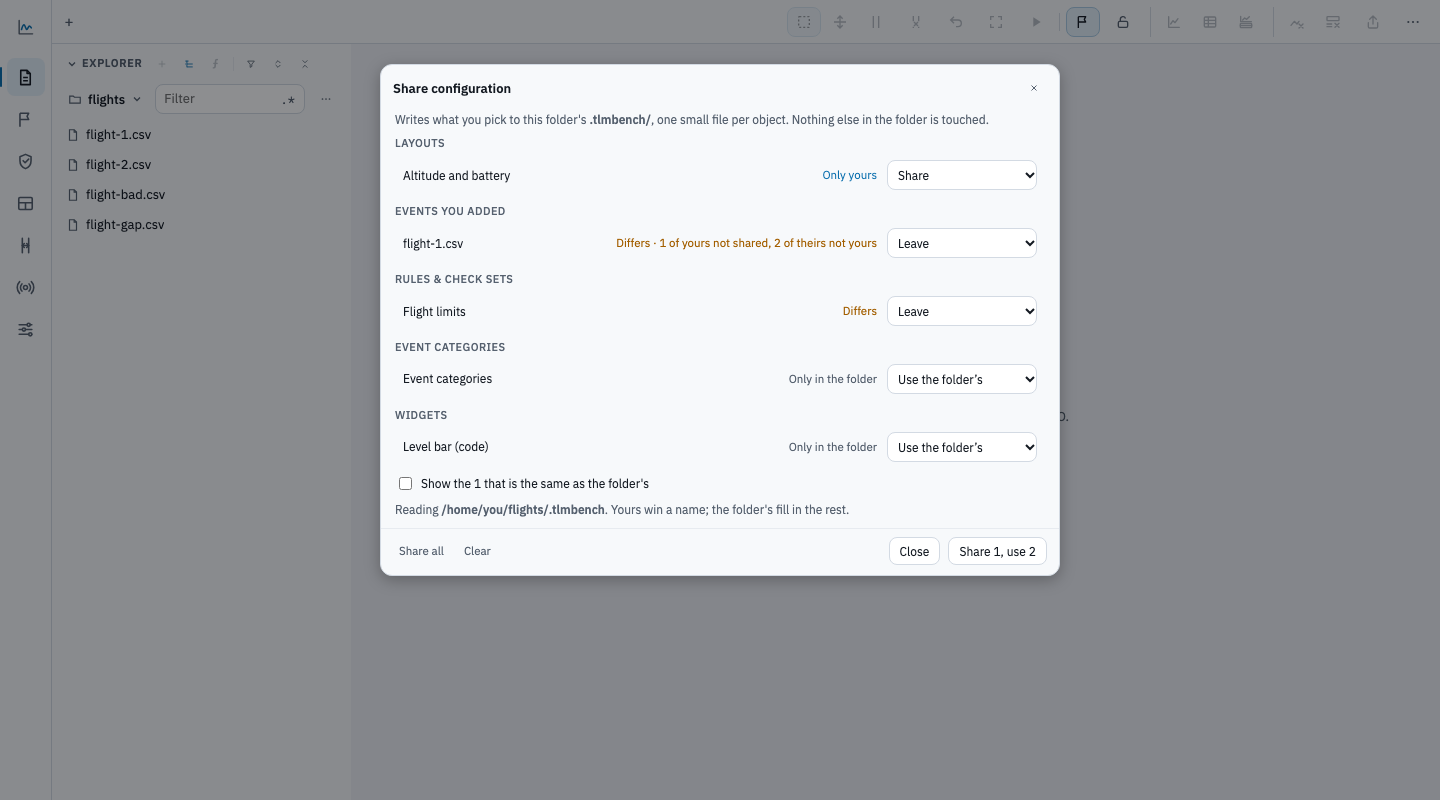 EXPLORER
flights
Filter
.*
flight-1.csv
flight-2.csv
flight-bad.csv
flight-gap.csv
Share configuration
Writes what you pick to this folder's .tlmbench/, one small file per object. Nothing else in the folder is touched.
LAYOUTS
Altitude and battery Only yours Share
EVENTS YOU ADDED
flight-1.csv Differs · 1 of yours not shared, 2 of theirs not yours Leave
RULES & CHECK SETS
Flight limits Differs Leave
EVENT CATEGORIES
Event categories Only in the folder Use the folder’s
WIDGETS
Level bar (code) Only in the folder Use the folder’s
Show the 1 that is the same as the folder's
Reading /home/you/flights/.tlmbench. Yours win a name; the folder's fill in the rest.
Share all Clear Close Share 1, use 2